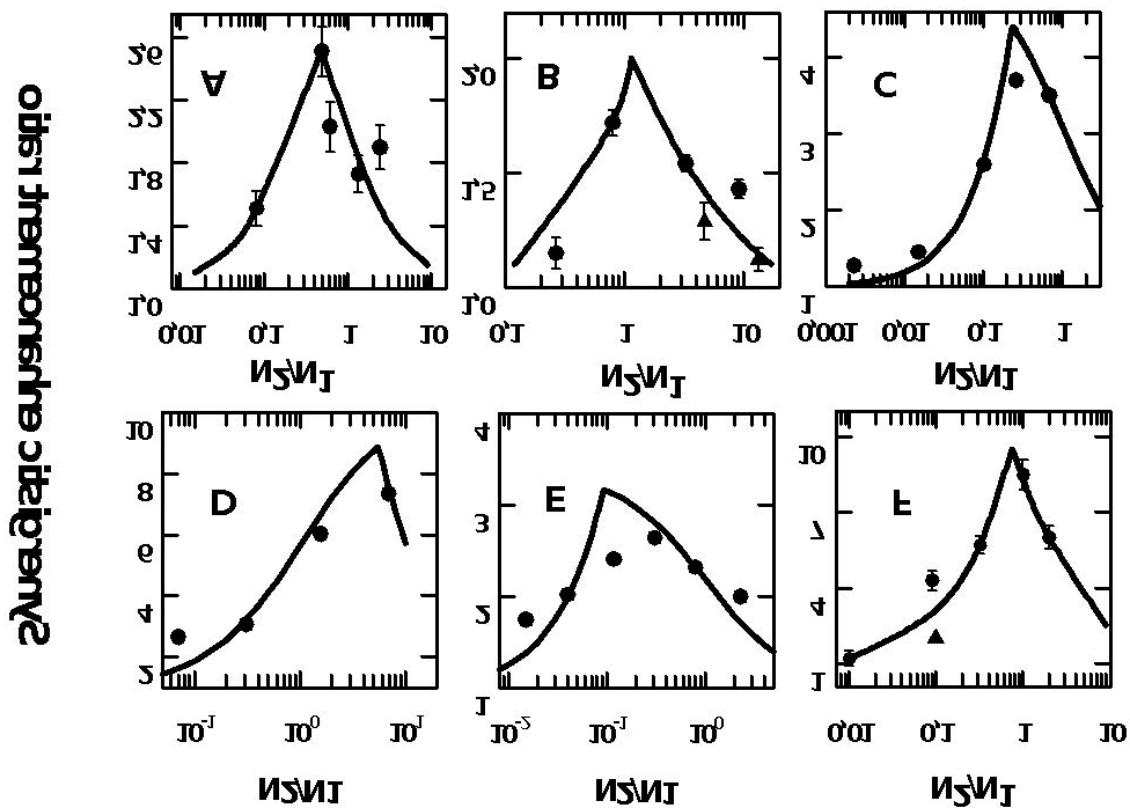 Synergistic enhancement ratio
A
2,6
2,2
1,8
1,4
1,0
0,01 0,1 1 10
N2/N1
B
2,0
1,5
1,0
0,1 1 10
N2/N1
C
4
3
2
1
0,001 0,01 0,1 1
N2/N1
D
10
8
6
4
2
10⁻¹ 10⁰ 10¹
N2/N1
E
4
3
2
1
10⁻² 10⁻¹ 10⁰
N2/N1
F
10
7
4
1
0,01 0,1 1 10
N2/N1